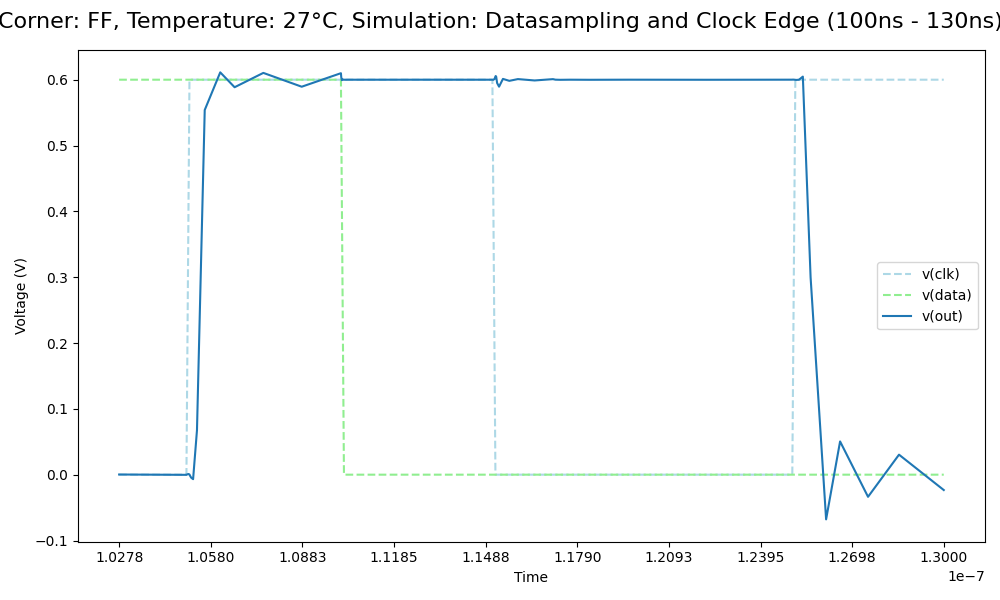 Corner: FF, Temperature: 27°C, Simulation: Datasampling and Clock Edge (100ns - 130ns)
0.6
0.5
0.4
0.3
0.2
0.1
0.0
−0.1
Voltage (V)
v(clk)
v(data)
v(out)
1.0278 1.0580 1.0883 1.1185 1.1488 1.1790 1.2093 1.2395 1.2698 1.3000
1e−7
Time